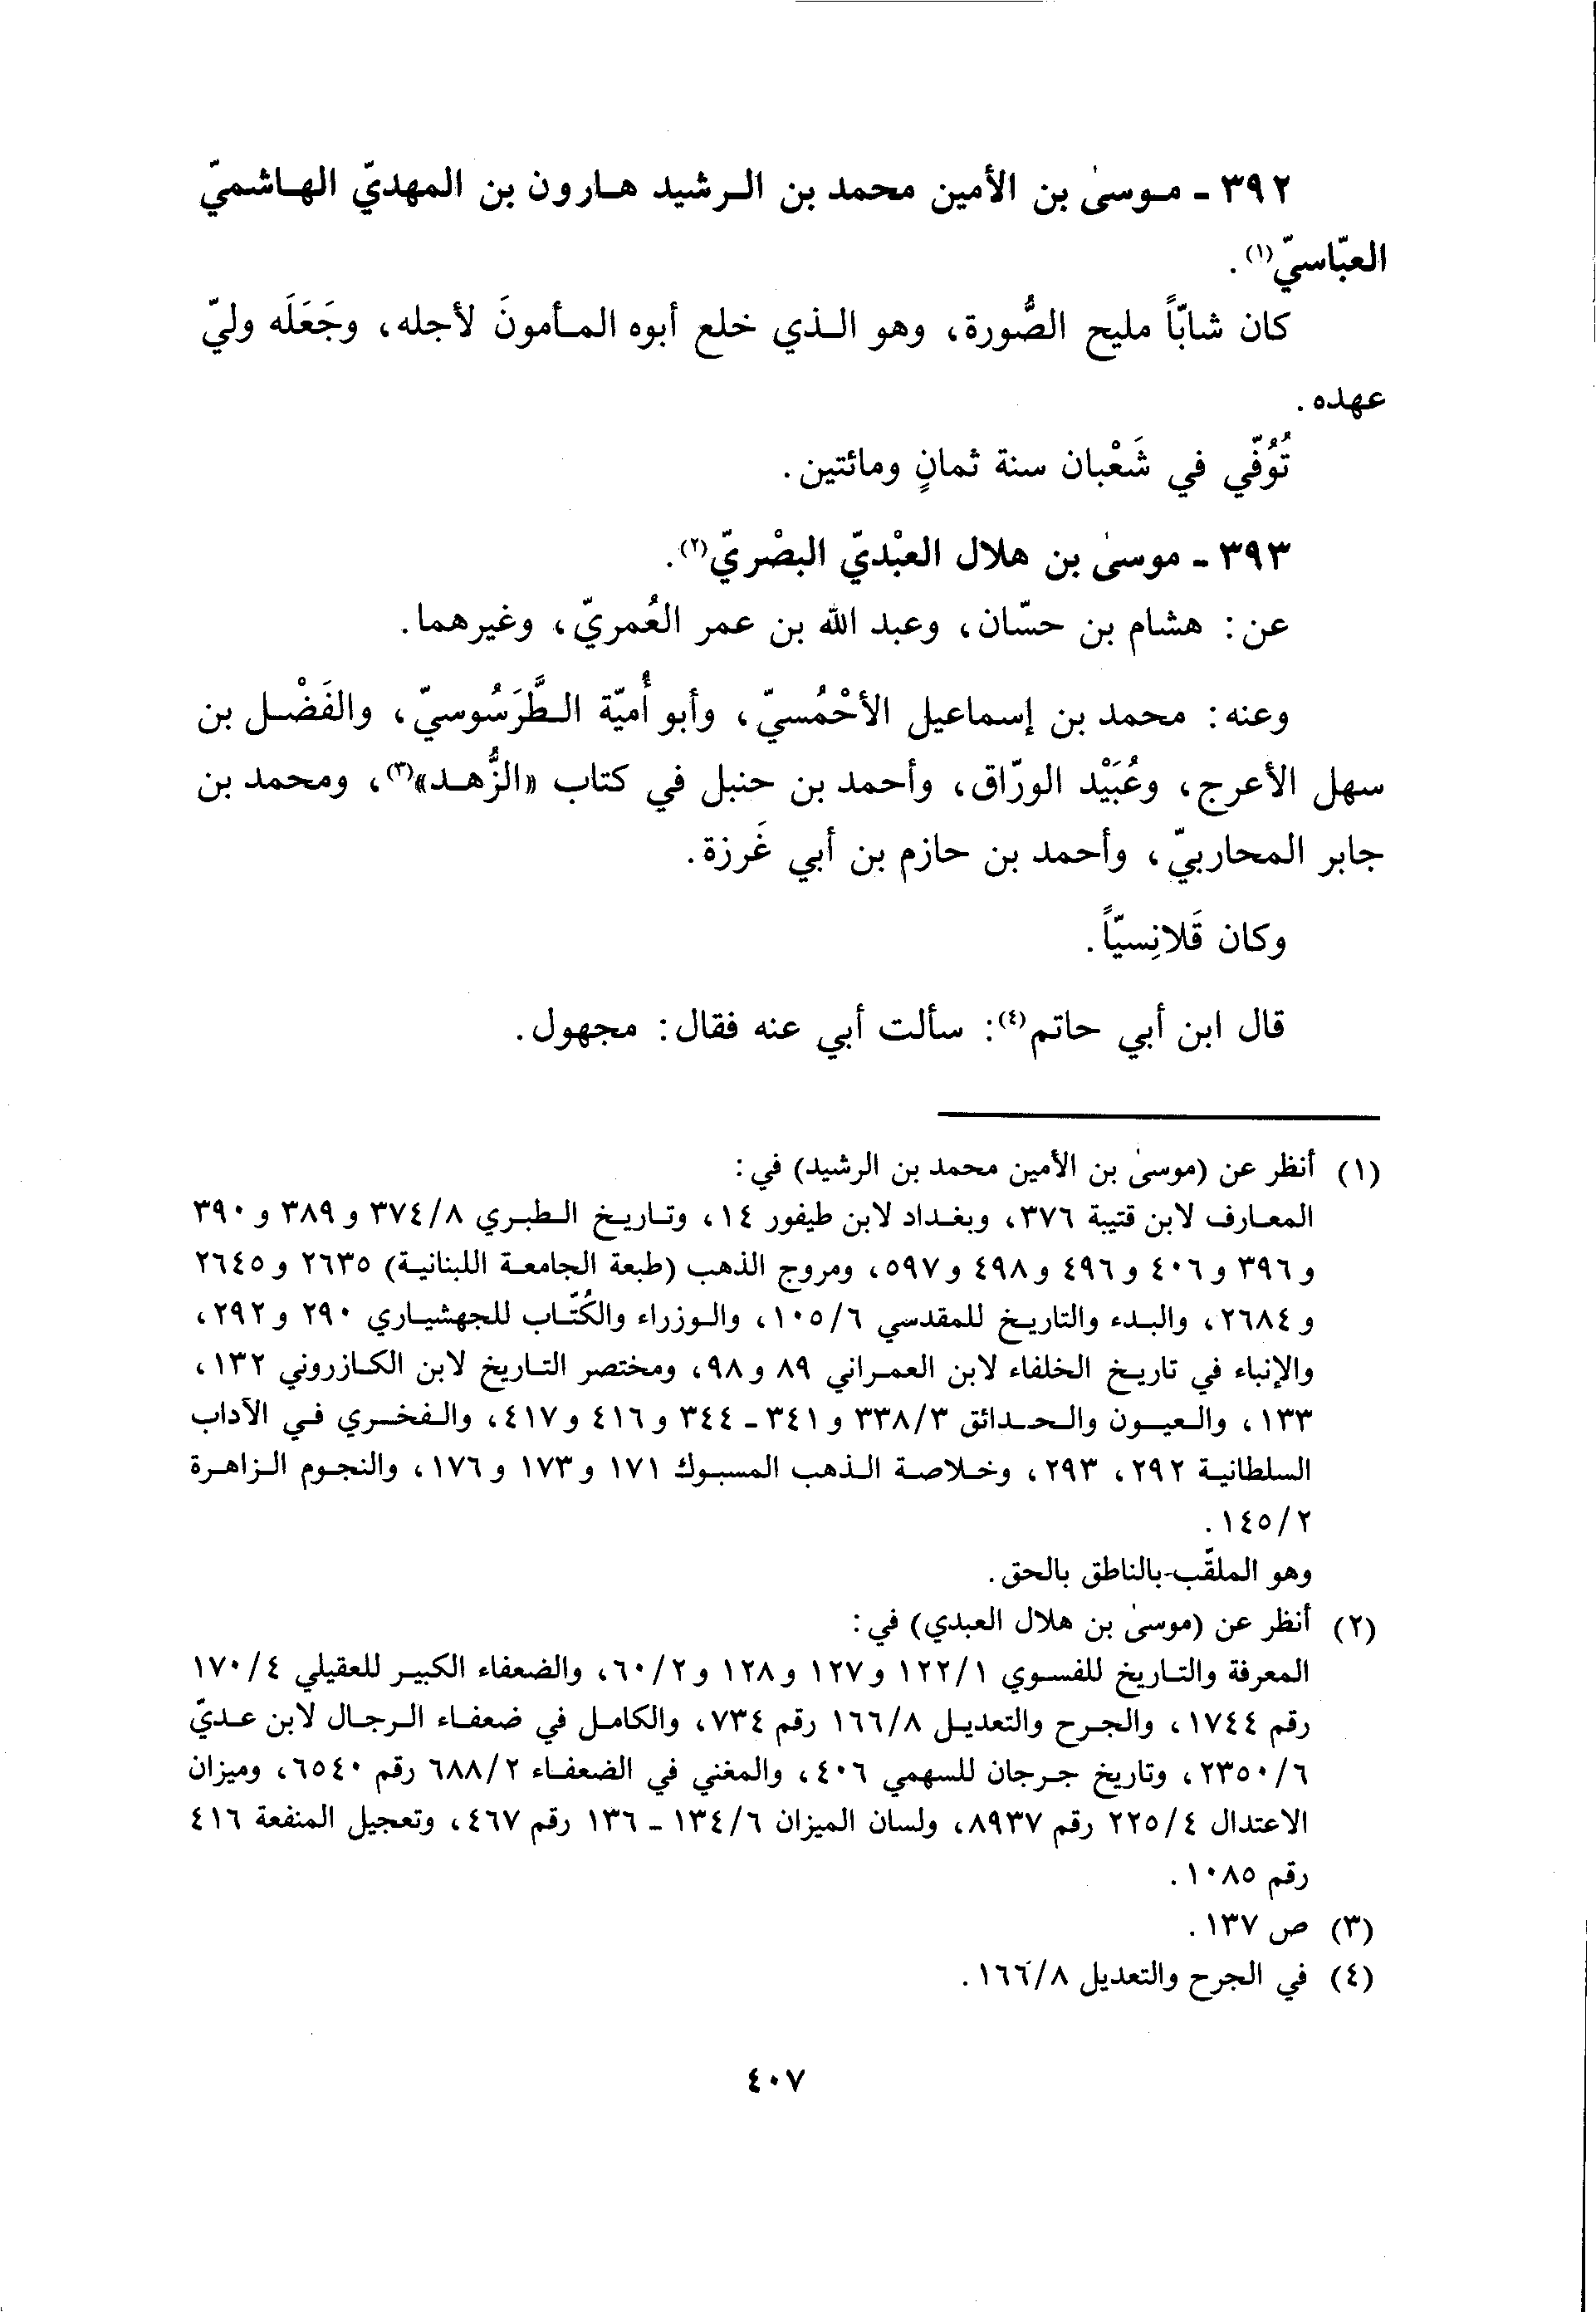 ٣٩٢ ـ موسىٰ بن الأمين محمد بن الرشيد هارون بن المهديّ الهاشميّ
العبّاسيّ(١).
كان شابّاً مليح الصُّورة، وهو الذي خلع أبوه المأمونَ لأجله، وجَعَلَه وليّ
عهده.
تُوُفّي في شَعْبان سنة ثمانٍ ومائتين.
٣٩٣ ـ موسىٰ بن هلال العبْديّ البصْريّ(٢).
عن: هشام بن حسّان، وعبد الله بن عمر العُمريّ، وغيرهما.
وعنه: محمد بن إسماعيل الأحْمُسيّ، وأبو أُميّة الطَّرَسُوسيّ، والفَضْل بن
سهل الأعرج، وعُبَيْد الورّاق، وأحمد بن حنبل في كتاب «الزُّهد»(٣)، ومحمد بن
جابر المحاربيّ، وأحمد بن حازم بن أبي غَرزة.
وكان قَلانِسيّاً.
قال ابن أبي حاتم(٤): سألت أبي عنه فقال: مجهول.
(١) أنظر عن (موسىٰ بن الأمين محمد بن الرشيد) في:
المعارف لابن قتيبة ٣٧٦، وبغداد لابن طيفور ١٤، وتاريخ الطبري ٣٧٤/٨ و ٣٨٩ و ٣٩٠
و ٣٩٦ و ٤٠٦ و ٤٩٦ و ٤٩٨ و ٥٩٧، ومروج الذهب (طبعة الجامعة اللبنانية) ٢٦٣٥ و ٢٦٤٥
و ٢٦٨٤، والبدء والتاريخ للمقدسي ١٠٥/٦، والوزراء والكُتّاب للجهشياري ٢٩٠ و ٢٩٢،
والإنباء في تاريخ الخلفاء لابن العمراني ٨٩ و ٩٨، ومختصر التاريخ لابن الكازروني ١٣٢،
١٣٣، والعيون والحدائق ٣٣٨/٣ و ٣٤١ ـ ٣٤٤ و ٤١٦ و ٤١٧، والفخري في الآداب
السلطانية ٢٩٢، ٢٩٣، وخلاصة الذهب المسبوك ١٧١ و ١٧٣ و ١٧٦، والنجوم الزاهرة
١٤٥/٢.
وهو الملقّب-بالناطق بالحق.
(٢) أنظر عن (موسىٰ بن هلال العبدي) في:
المعرفة والتاريخ للفسوي ١٢٢/١ و ١٢٧ و ١٢٨ و ٦٠/٢، والضعفاء الكبير للعقيلي ١٧٠/٤
رقم ١٧٤٤، والجرح والتعديل ١٦٦/٨ رقم ٧٣٤، والكامل في ضعفاء الرجال لابن عديّ
٢٣٥٠/٦، وتاريخ جرجان للسهمي ٤٠٦، والمغني في الضعفاء ٦٨٨/٢ رقم ٦٥٤٠، وميزان
الاعتدال ٢٢٥/٤ رقم ٨٩٣٧، ولسان الميزان ١٣٤/٦ ـ ١٣٦ رقم ٤٦٧، وتعجيل المنفعة ٤١٦
رقم ١٠٨٥.
(٣) ص ١٣٧.
(٤) في الجرح والتعديل ١٦٦/٨.
٤٠٧